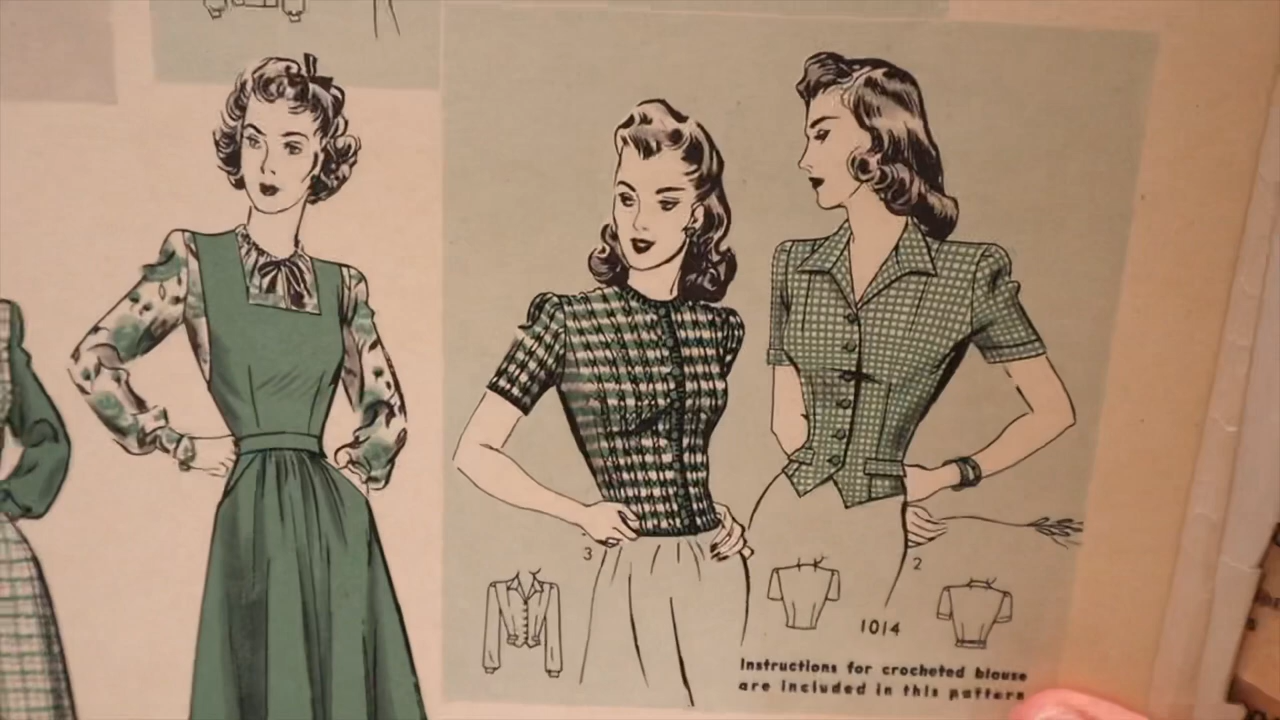 3
2
1014
Instructions for crocheted blouse
are included in this pattern